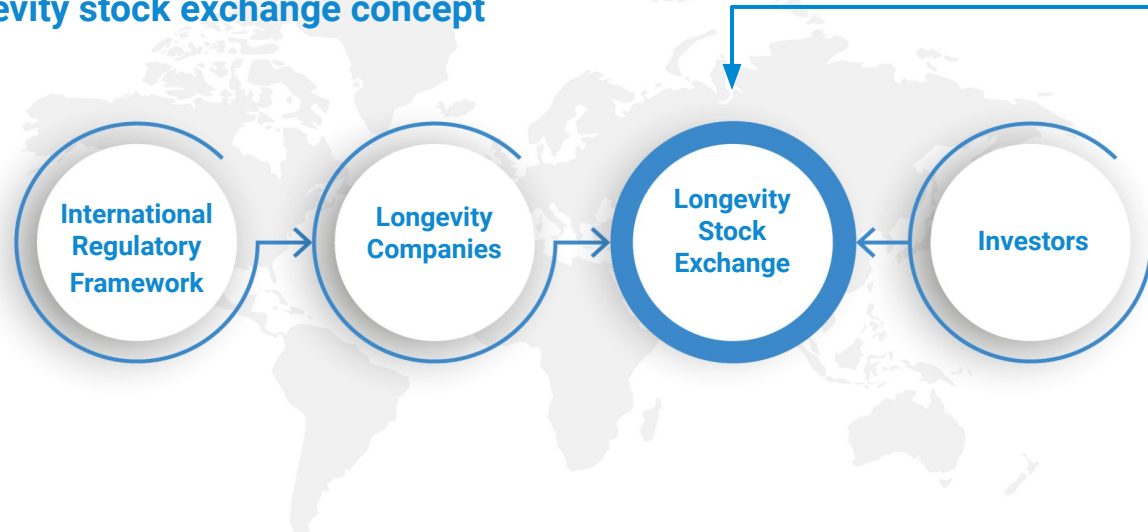 evity stock exchange concept
International
Regulatory
Framework
Longevity
Companies
Longevity
Stock
Exchange
Investors